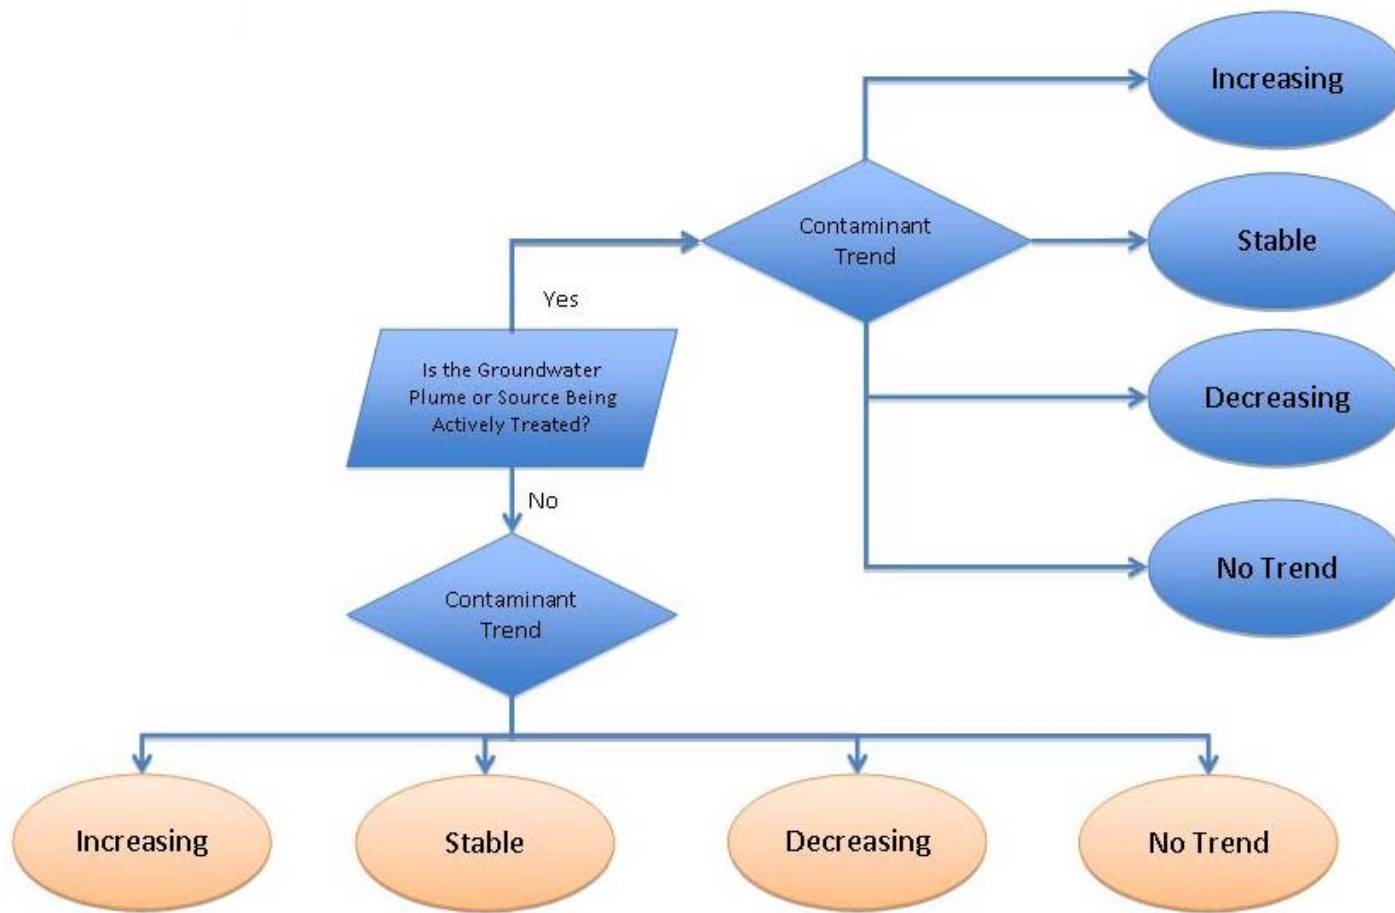 Increasing
Contaminant
Trend
Stable
Yes
Is the Groundwater
Plume or Source Being
Actively Treated?
Decreasing
No
No Trend
Contaminant
Trend
Increasing
Stable
Decreasing
No Trend